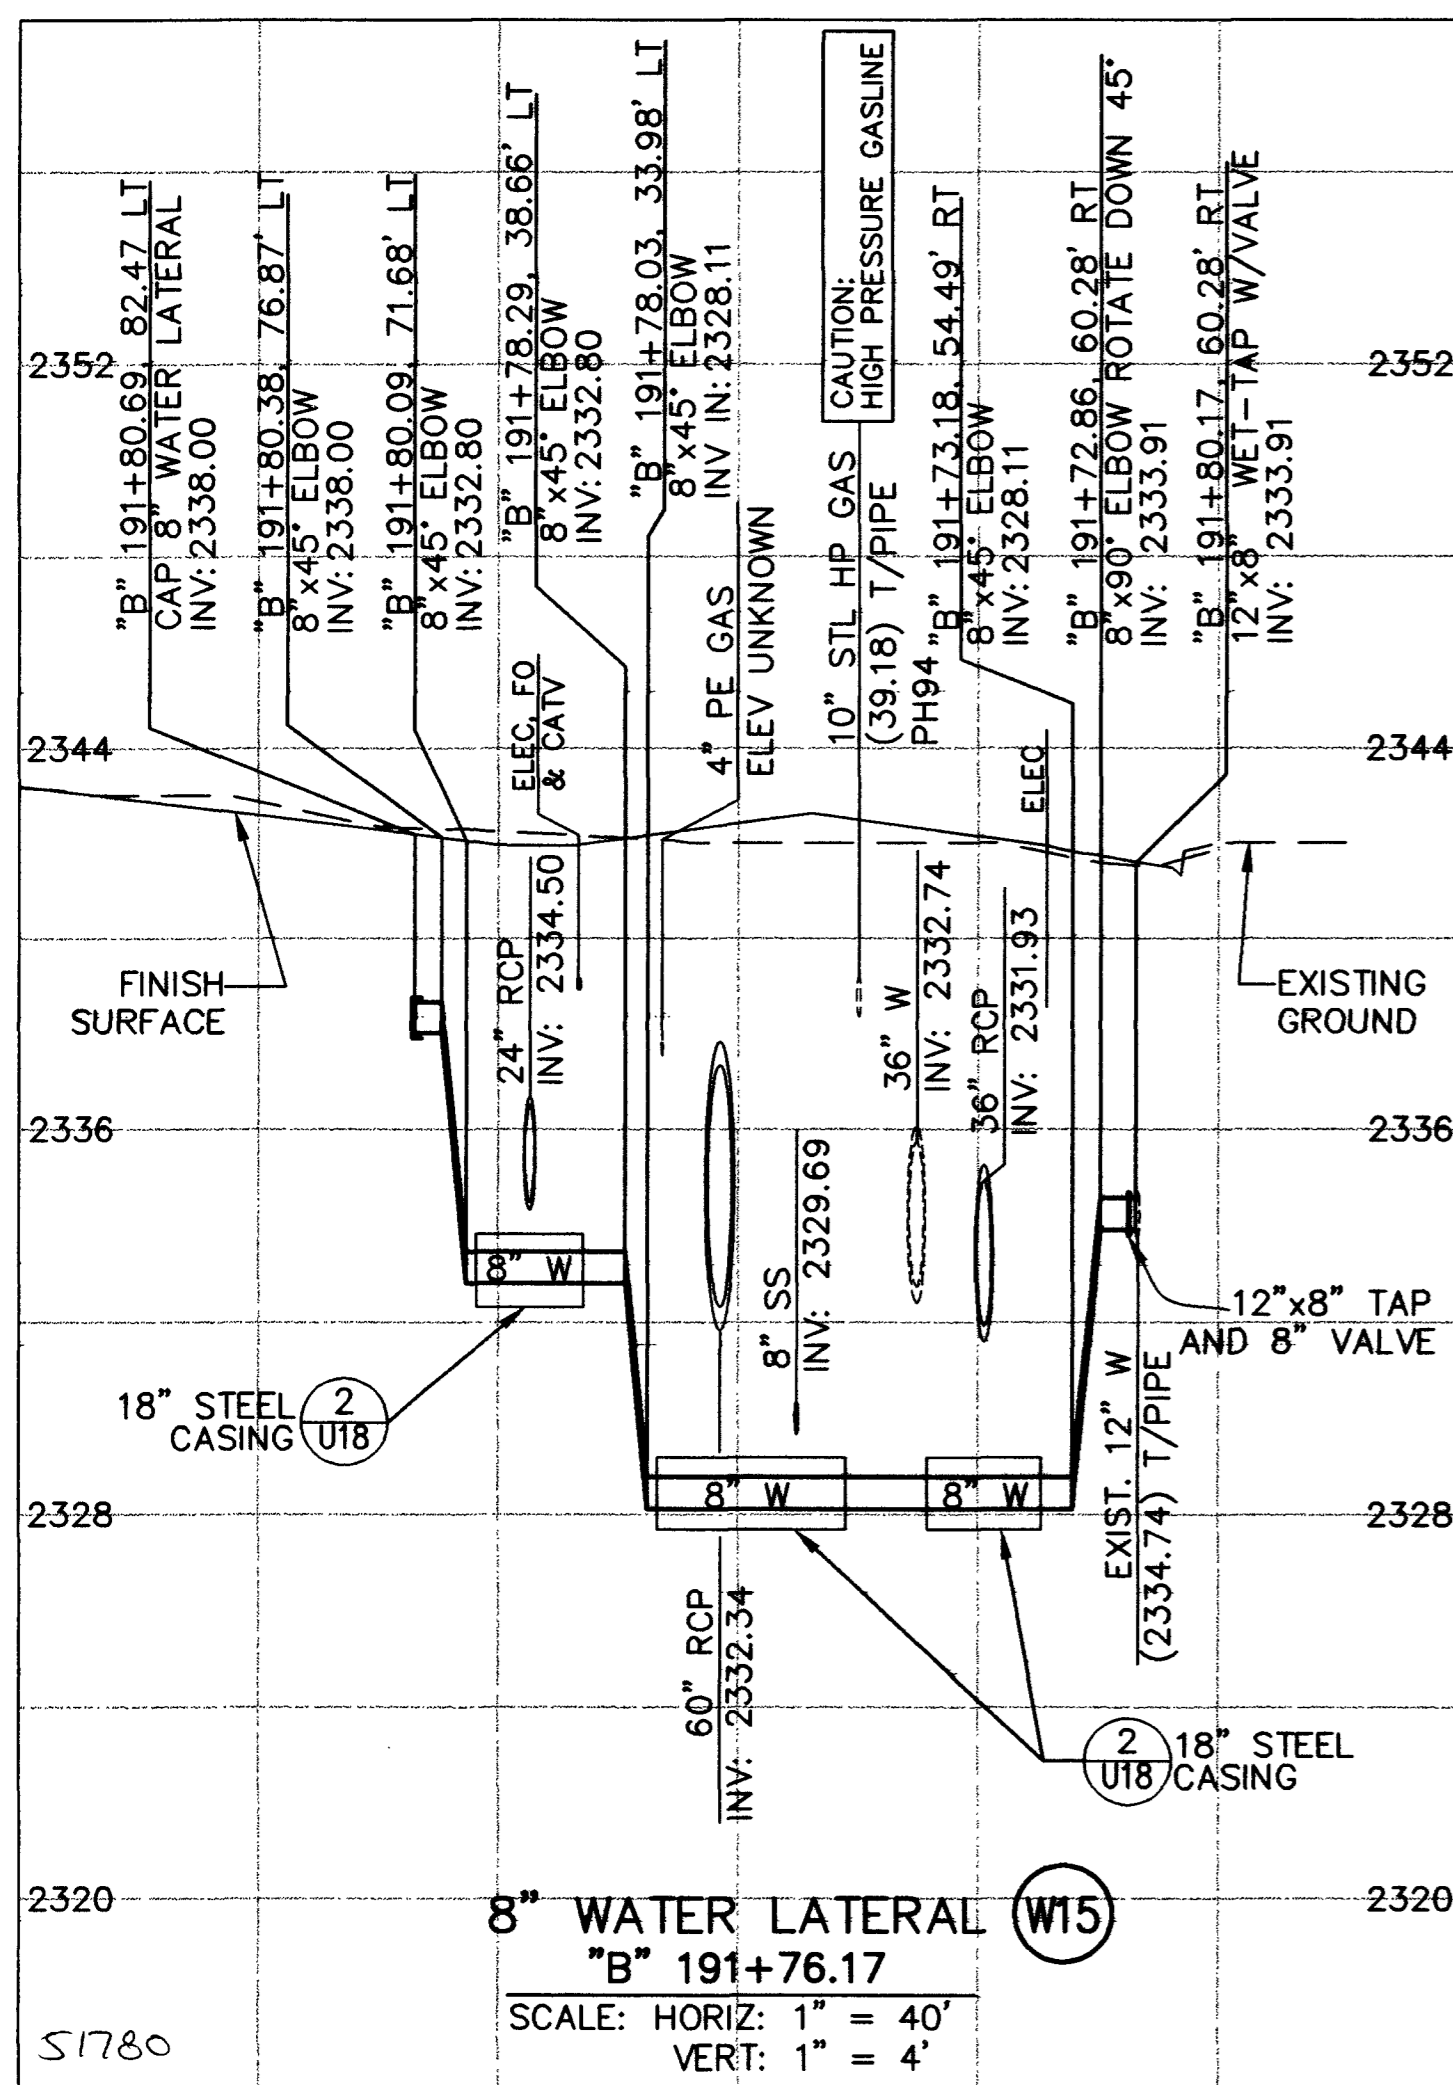 "B" 191+80.69, 82.47 LT
CAP 8" WATER LATERAL
INV: 2338.00
"B" 191+80.38, 76.87' LT
8"x45° ELBOW
INV: 2338.00
"B" 191+80.09, 71.68' LT
8"x45° ELBOW
INV: 2332.80
"B" 191+78.29, 38.66' LT
8"x45° ELBOW
INV: 2332.80
"B" 191+78.03, 33.98' LT
8"x45° ELBOW
INV IN: 2328.11
CAUTION:
HIGH PRESSURE GASLINE
"B" 191+73.18, 54.49' RT
8"x45° ELBOW
INV: 2328.11
"B" 191+72.86, 60.28' RT
8"x90° ELBOW ROTATE DOWN 45°
INV: 2333.91
"B" 191+80.17, 60.28' RT
12"x8" WET-TAP W/VALVE
INV: 2333.91
2352
2352
ELEC, FO
& CATV
4" PE GAS
ELEV UNKNOWN
10" STL HP GAS
(39.18) T/PIPE
PH94
ELEC
2344
2344
24" RCP
INV: 2334.50
36" W
INV: 2332.74
36" RCP
INV: 2331.93
FINISH
SURFACE
EXISTING
GROUND
2336
2336
8" SS
INV: 2329.69
8" W
12"x8" TAP
AND 8" VALVE
18" STEEL
CASING
2
U18
EXIST. 12" W
(2334.74) T/PIPE
8" W
8" W
2328
2328
60" RCP
INV: 2332.34
2
U18
18" STEEL
CASING
2320
2320
8" WATER LATERAL
W15
"B" 191+76.17
SCALE: HORIZ: 1" = 40'
VERT: 1" = 4'
51780